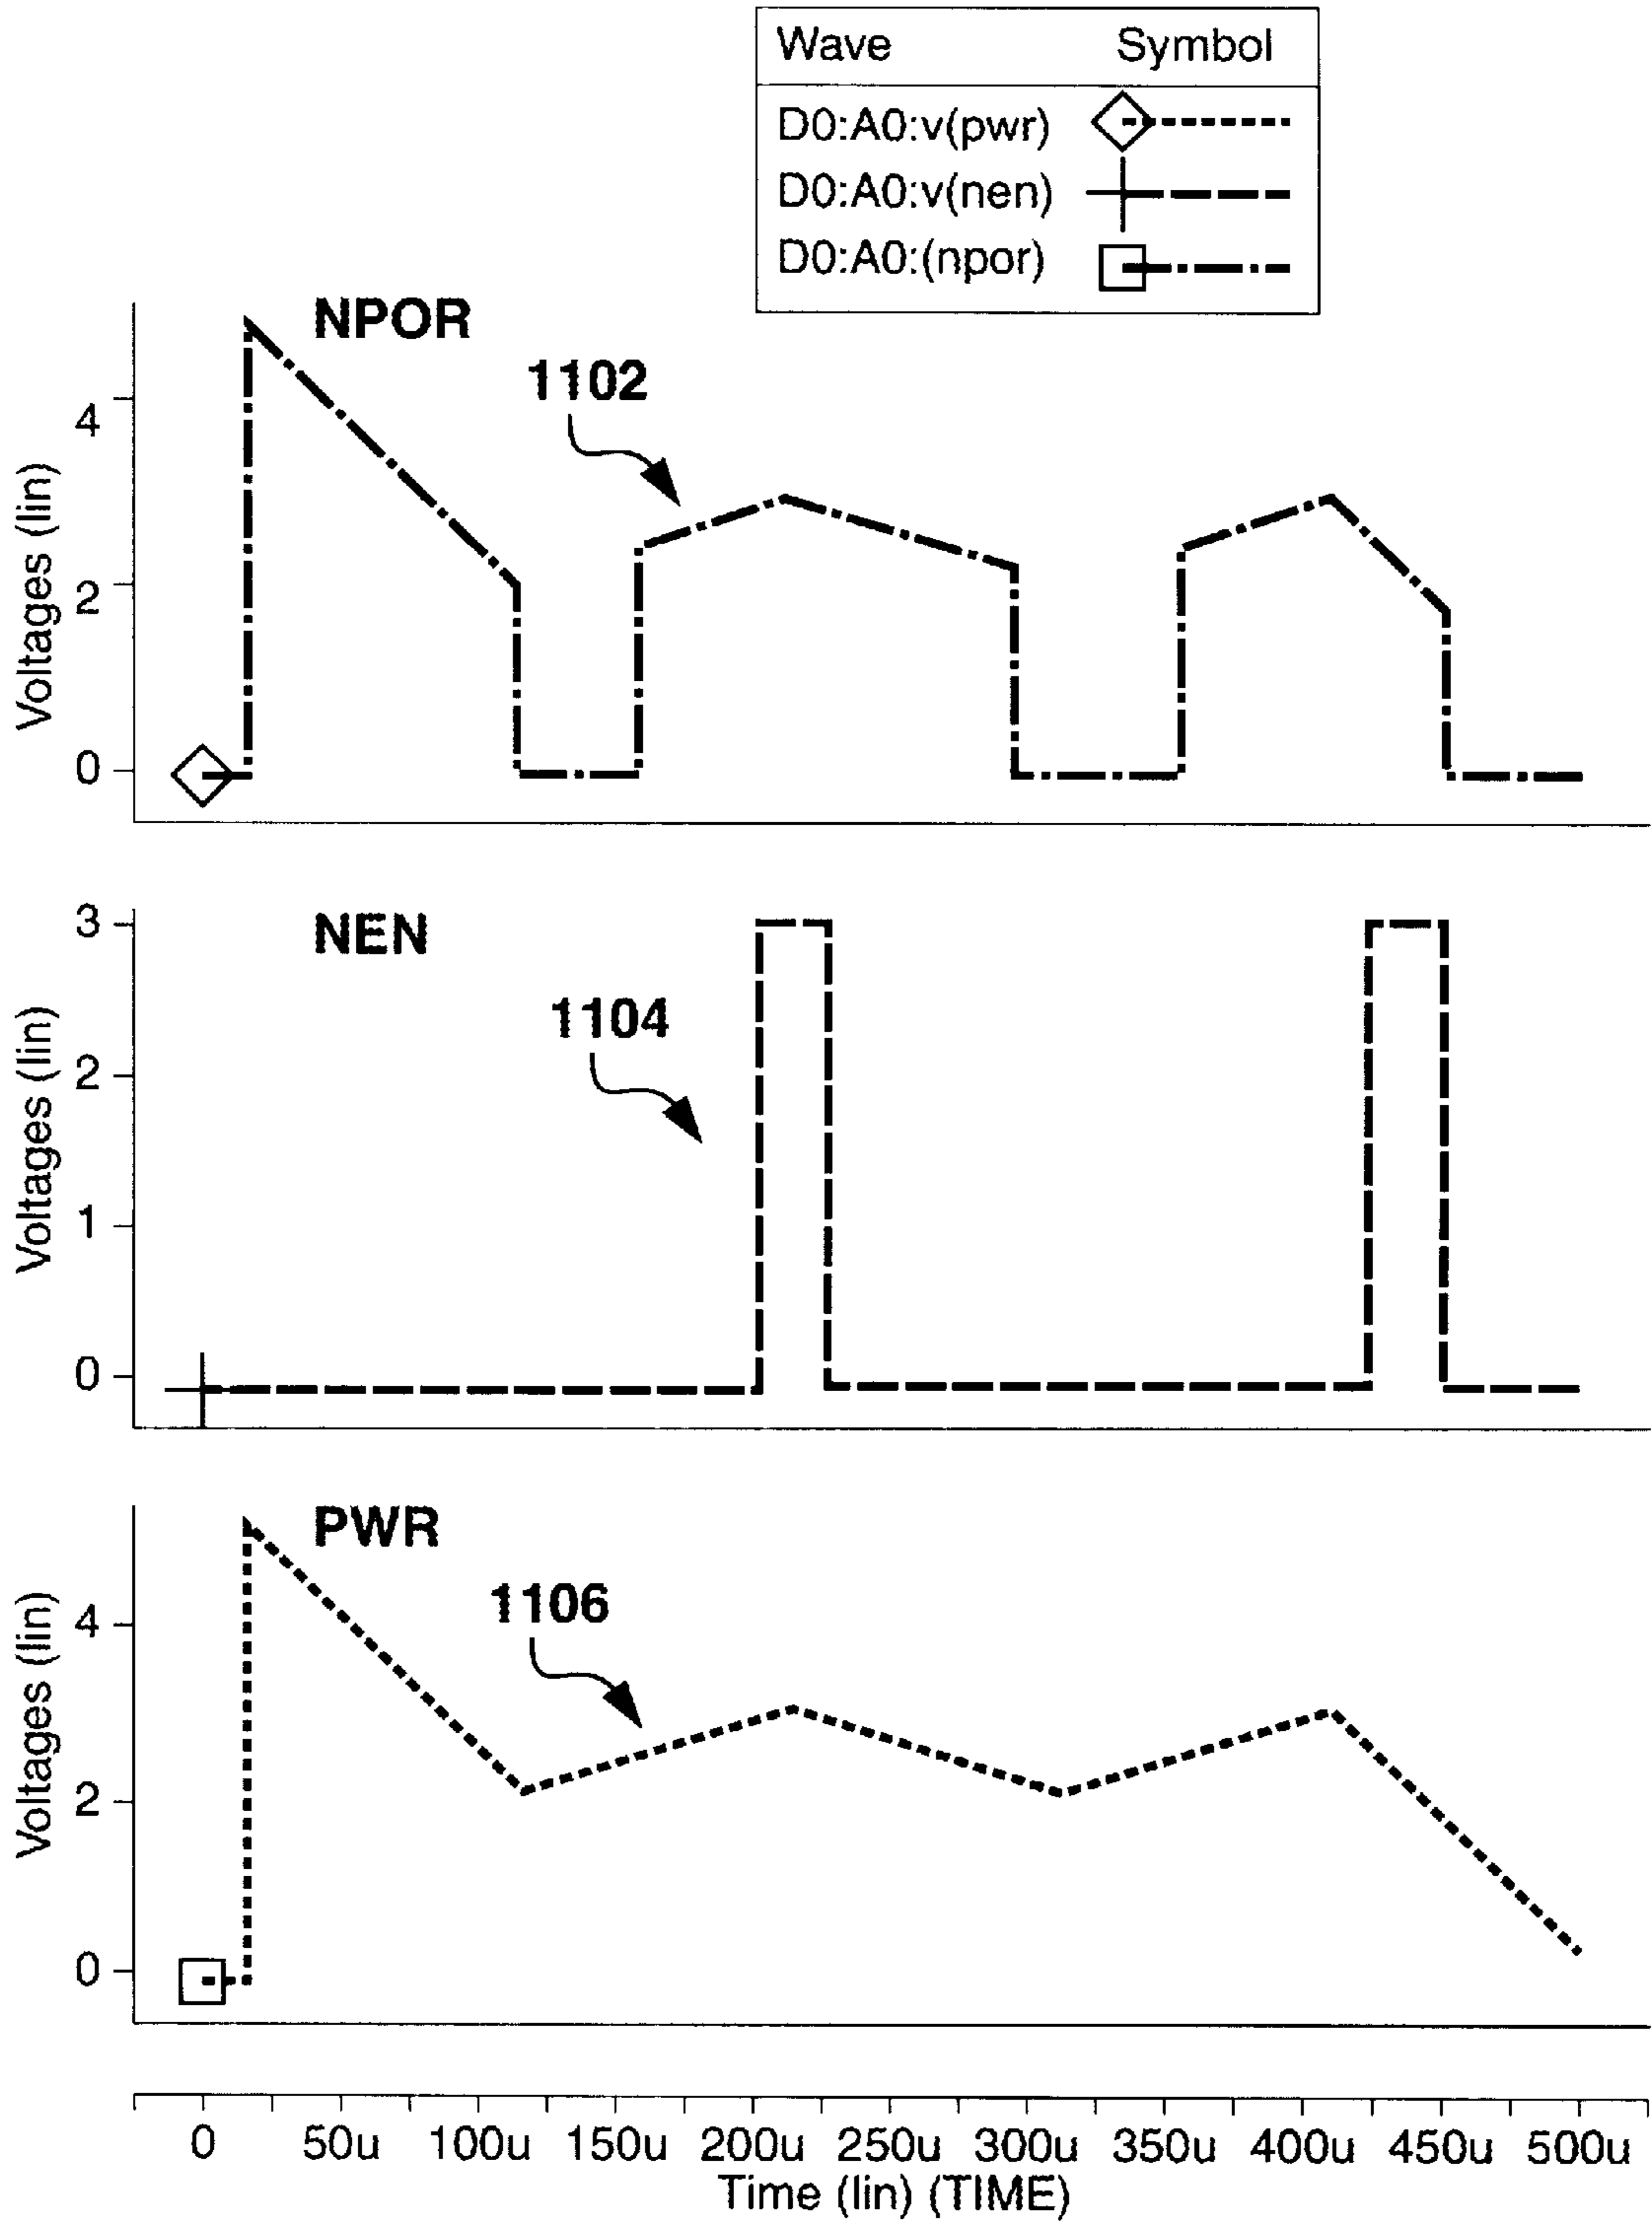 Wave Symbol
D0:A0:v(pwr)
D0:A0:v(nen)
D0:A0:(npor)
NPOR
1102
4
2
0
Voltages (lin)
NEN
1104
3
2
1
0
Voltages (lin)
PWR
1106
4
2
0
Voltages (lin)
0 50u 100u 150u 200u 250u 300u 350u 400u 450u 500u
Time (lin) (TIME)